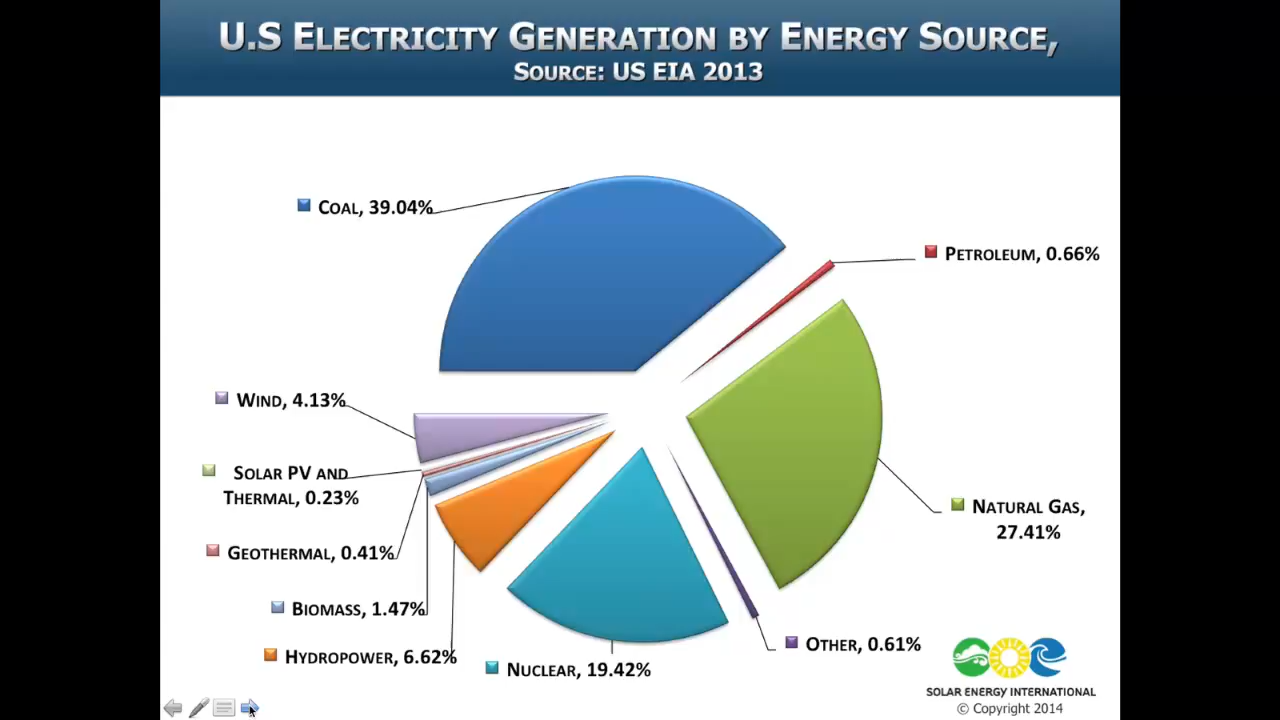 U.S ELECTRICITY GENERATION BY ENERGY SOURCE,
SOURCE: US EIA 2013
COAL, 39.04%
PETROLEUM, 0.66%
WIND, 4.13%
SOLAR PV AND
THERMAL, 0.23%
NATURAL GAS,
27.41%
GEOTHERMAL, 0.41%
BIOMASS, 1.47%
HYDROPOWER, 6.62%
NUCLEAR, 19.42%
OTHER, 0.61%
SOLAR ENERGY INTERNATIONAL
© Copyright 2014